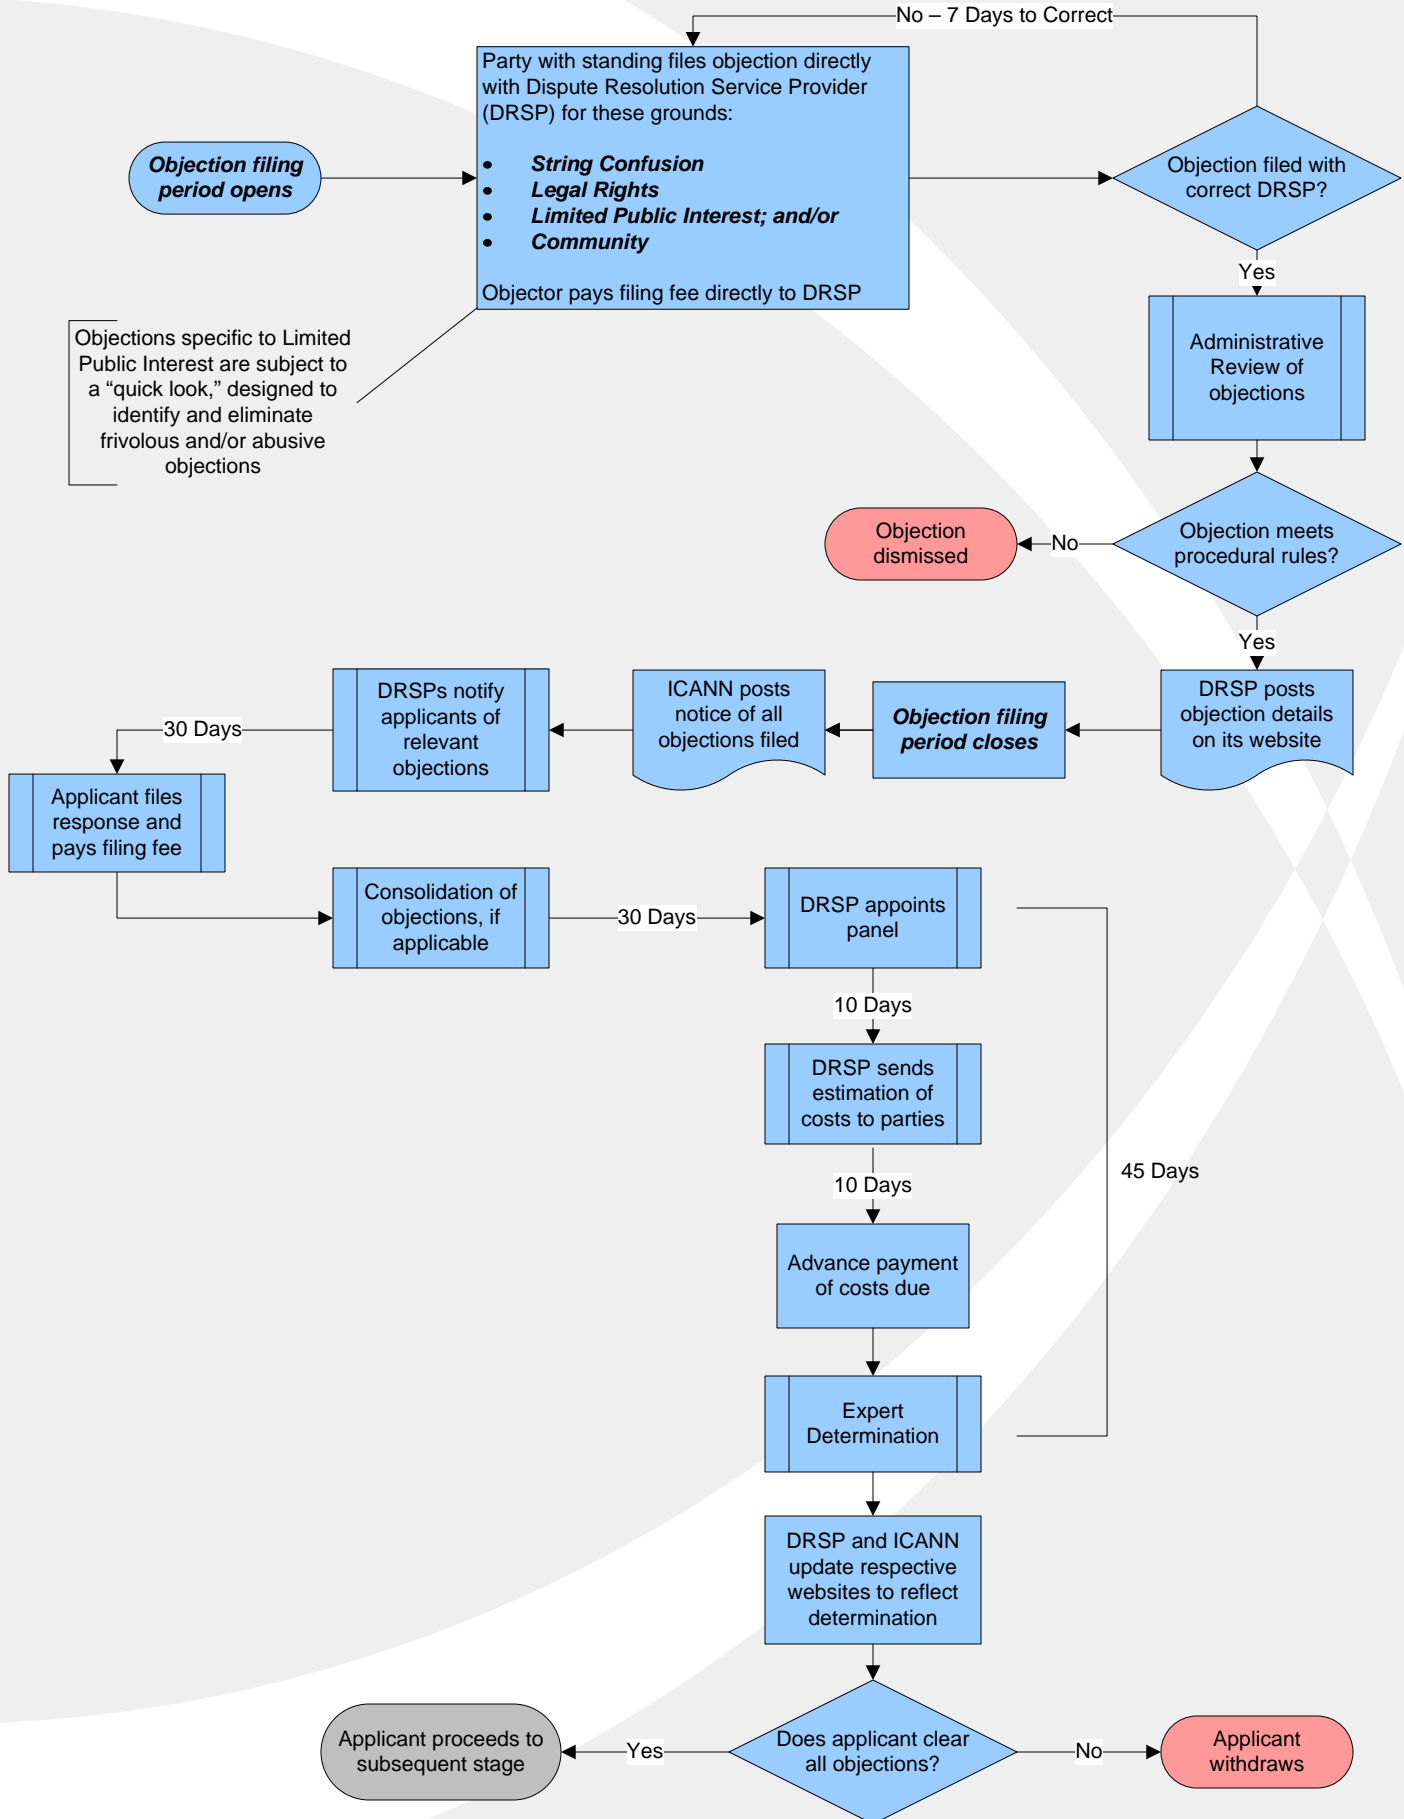 No – 7 Days to Correct
Party with standing files objection directly
with Dispute Resolution Service Provider
(DRSP) for these grounds:
• String Confusion
• Legal Rights
• Limited Public Interest; and/or
• Community
Objector pays filing fee directly to DRSP
Objection filing
period opens
Objection filed with
correct DRSP?
Yes
Objections specific to Limited
Public Interest are subject to
a “quick look,” designed to
identify and eliminate
frivolous and/or abusive
objections
Administrative
Review of
objections
Objection meets
procedural rules?
No
Objection
dismissed
Yes
DRSP posts
objection details
on its website
Objection filing
period closes
ICANN posts
notice of all
objections filed
DRSPs notify
applicants of
relevant
objections
30 Days
Applicant files
response and
pays filing fee
Consolidation of
objections, if
applicable
30 Days
DRSP appoints
panel
10 Days
DRSP sends
estimation of
costs to parties
10 Days
45 Days
Advance payment
of costs due
Expert
Determination
DRSP and ICANN
update respective
websites to reflect
determination
Does applicant clear
all objections?
Yes
Applicant proceeds to
subsequent stage
No
Applicant
withdraws